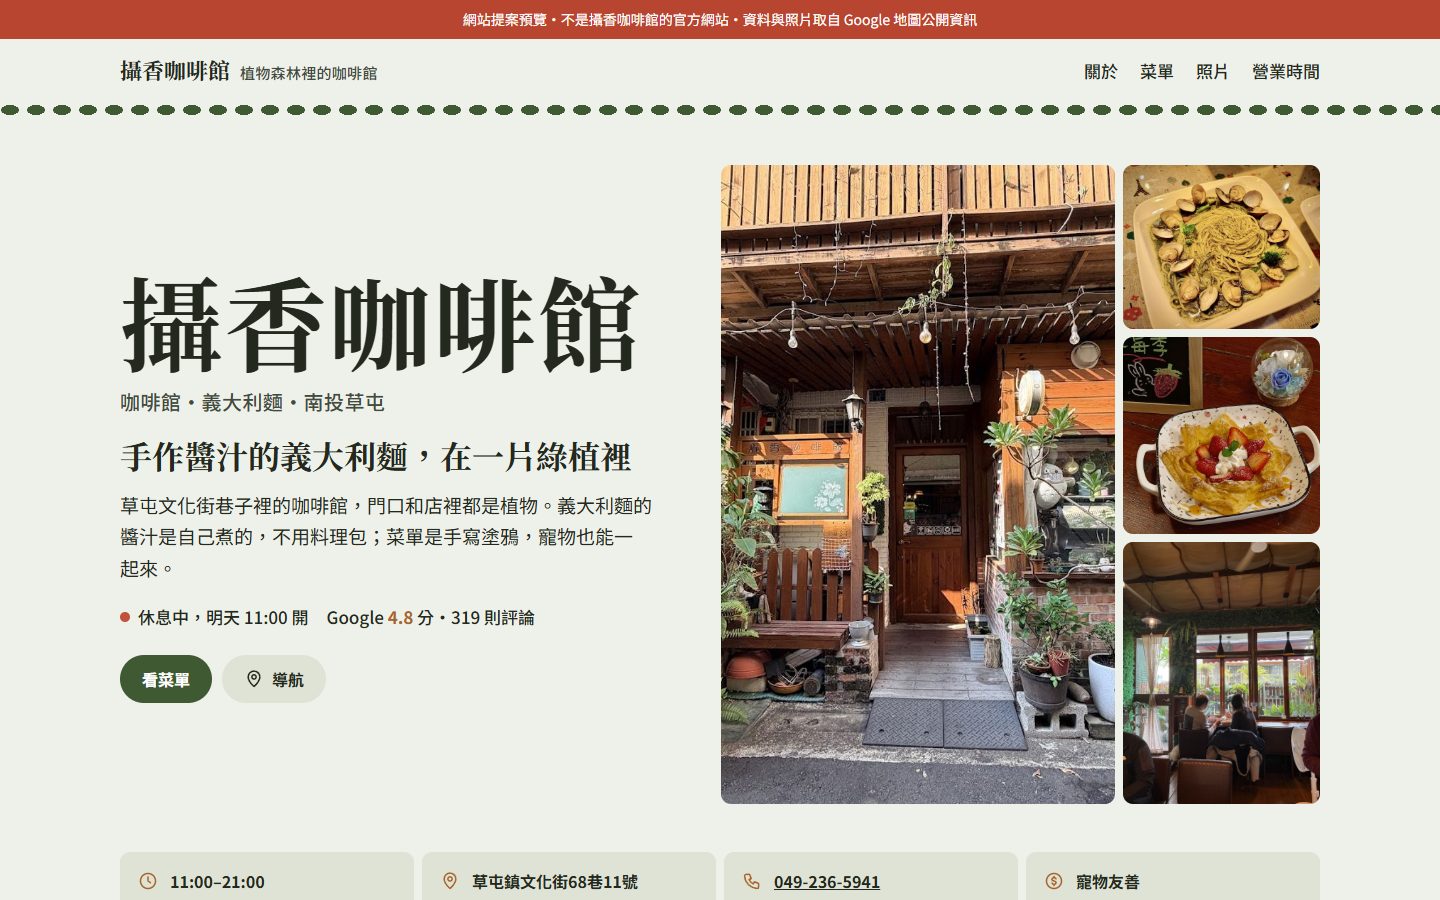 網站提案預覽・不是攝香咖啡館的官方網站・資料與照片取自 Google 地圖公開資訊
攝香咖啡館 植物森林裡的咖啡館
關於 菜單 照片 營業時間
攝香咖啡館
咖啡館・義大利麵・南投草屯
手作醬汁的義大利麵，在一片綠植裡
草屯文化街巷子裡的咖啡館，門口和店裡都是植物。義大利麵的
醬汁是自己煮的，不用料理包；菜單是手寫塗鴉，寵物也能一
起來。
休息中，明天 11:00 開 Google 4.8 分・319 則評論
看菜單 導航
11:00–21:00
草屯鎮文化街68巷11號
049-236-5941
寵物友善